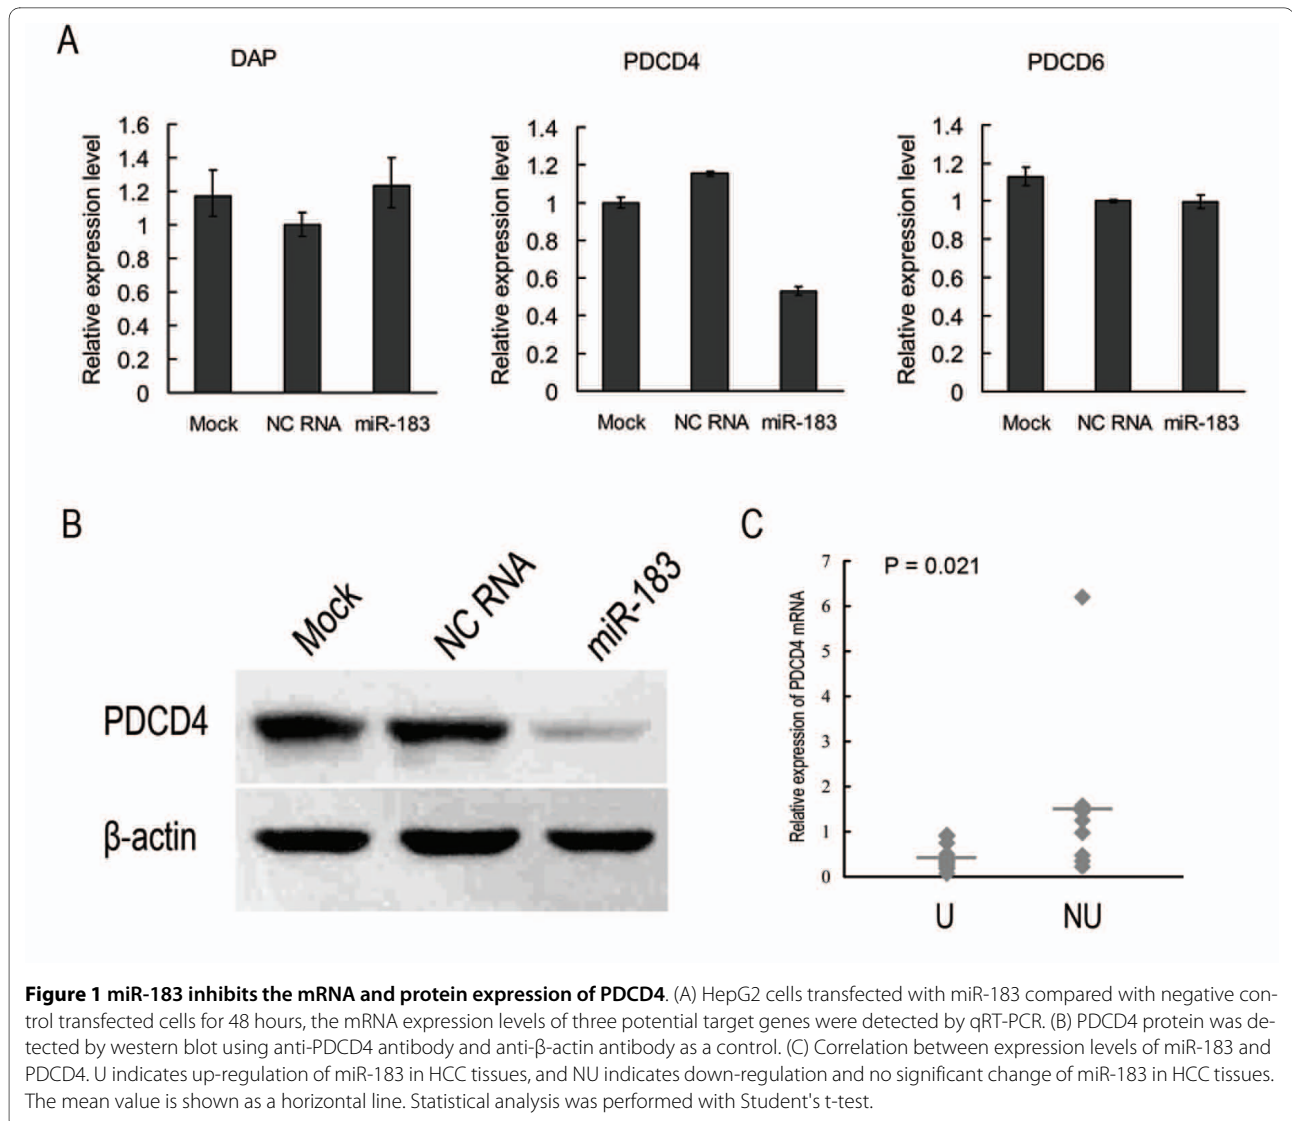 A
DAP
PDCD4
PDCD6
Relative expression level
1.6
1.4
1.2
1
0.8
0.6
0.4
0.2
0
Mock NC RNA miR-183
Relative expression level
1.4
1.2
1
0.8
0.6
0.4
0.2
0
Mock NC RNA miR-183
Relative expression level
1.4
1.2
1
0.8
0.6
0.4
0.2
0
Mock NC RNA miR-183
B
Mock
NC RNA
miR-183
PDCD4
β-actin
C
P = 0.021
Relative expression of PDCD4 mRNA
7
6
5
4
3
2
1
0
U NU
Figure 1 miR-183 inhibits the mRNA and protein expression of PDCD4. (A) HepG2 cells transfected with miR-183 compared with negative con-
trol transfected cells for 48 hours, the mRNA expression levels of three potential target genes were detected by qRT-PCR. (B) PDCD4 protein was de-
tected by western blot using anti-PDCD4 antibody and anti-β-actin antibody as a control. (C) Correlation between expression levels of miR-183 and
PDCD4. U indicates up-regulation of miR-183 in HCC tissues, and NU indicates down-regulation and no significant change of miR-183 in HCC tissues.
The mean value is shown as a horizontal line. Statistical analysis was performed with Student's t-test.